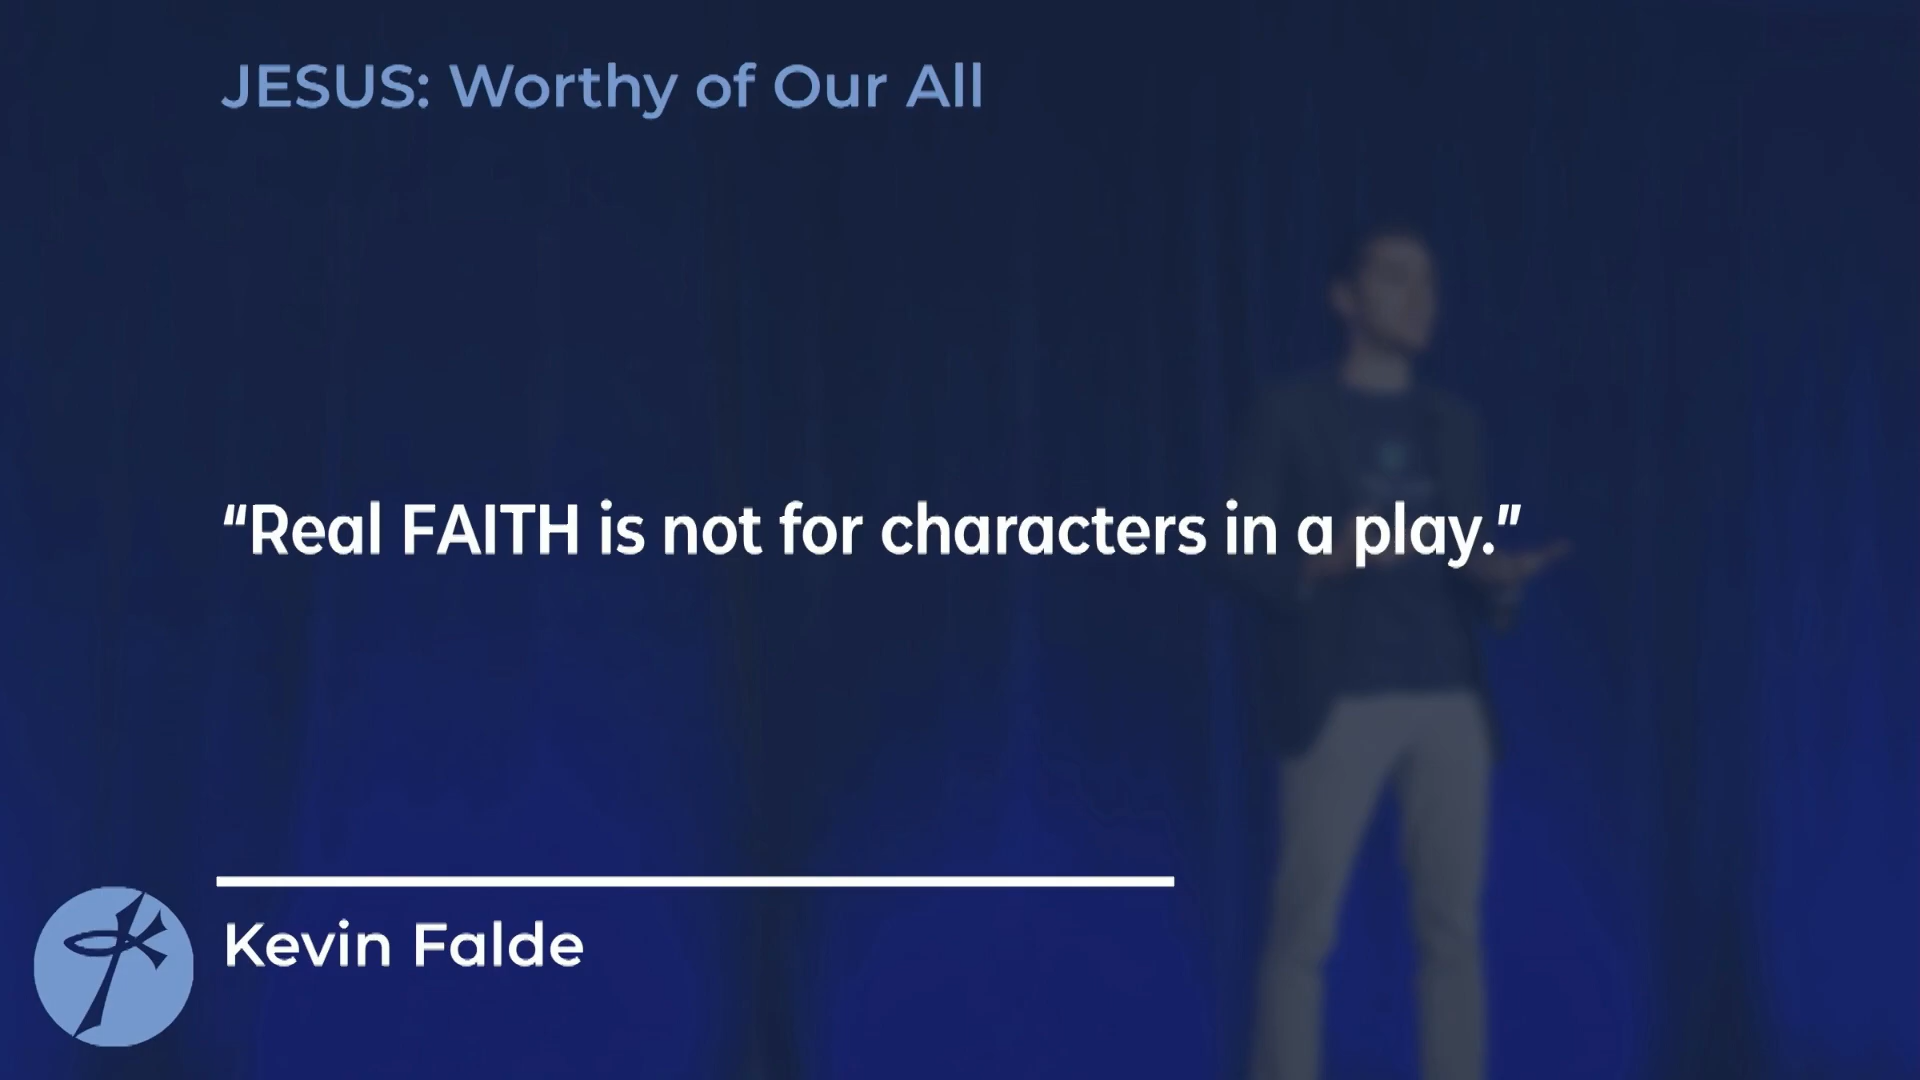 JESUS: Worthy of Our All
“Real FAITH is not for characters in a play.”
Kevin Falde